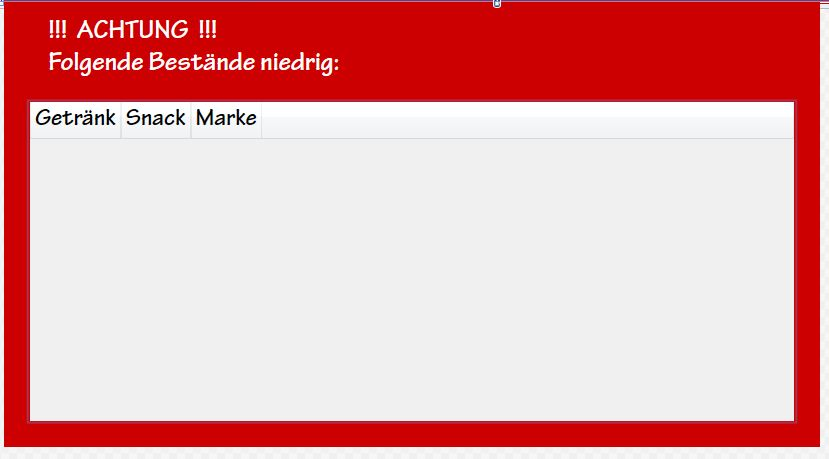 !!! ACHTUNG !!!
Folgende Bestände niedrig:
Getränk Snack Marke